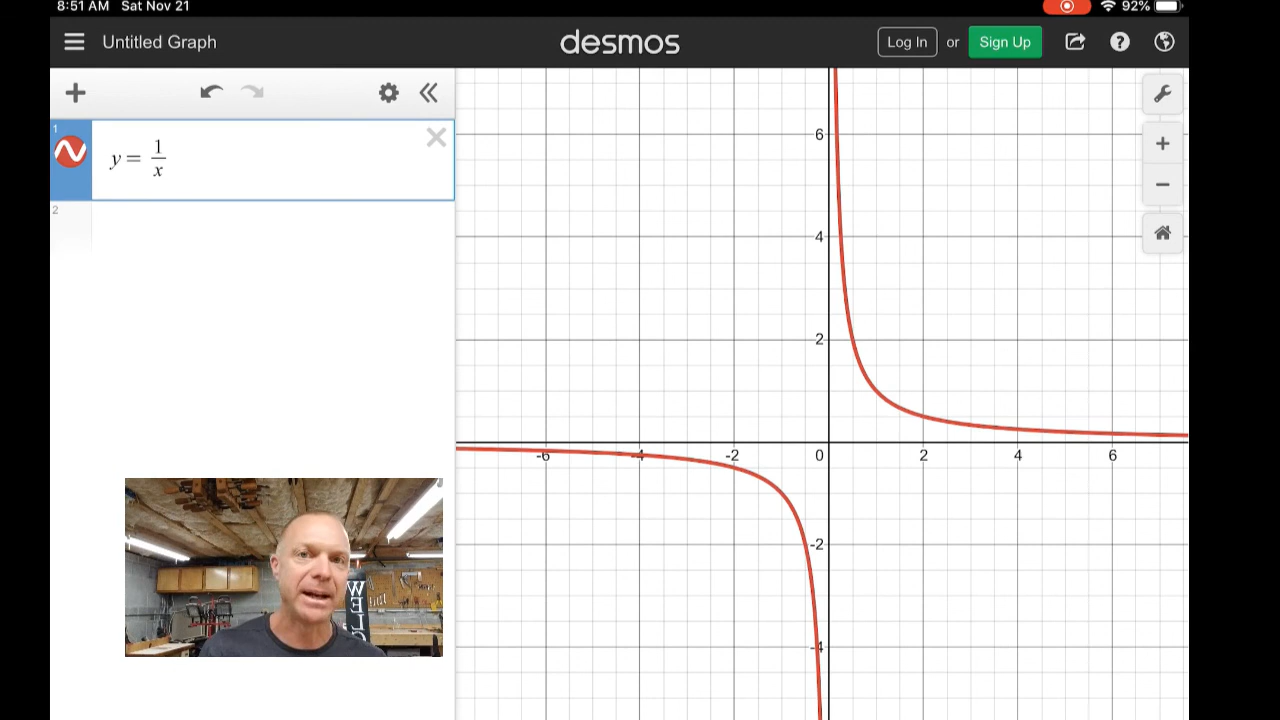 8:51 AM Sat Nov 21
92%
Untitled Graph
desmos
Log In or Sign Up
1
y = 1/x
2
6
4
2
-6 -4 -2 0 2 4 6
-2
-4
WELC